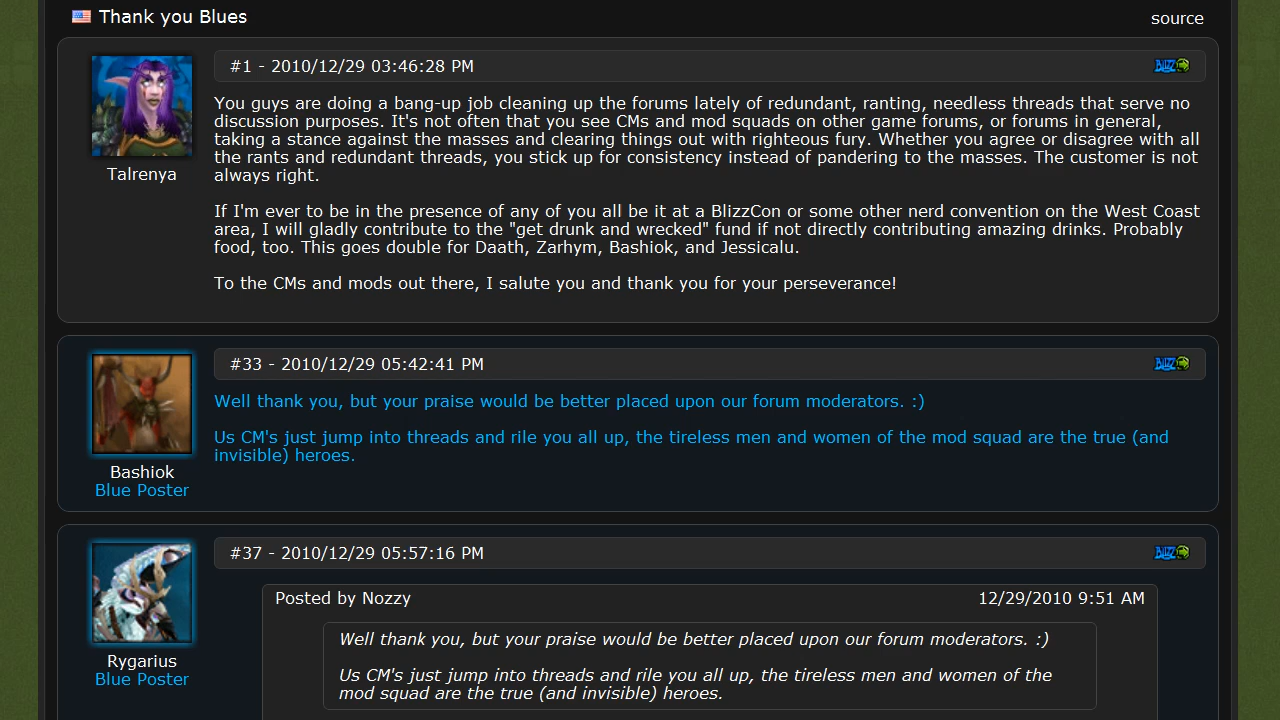 Thank you Blues
source
#1 - 2010/12/29 03:46:28 PM
BLIZZ
You guys are doing a bang-up job cleaning up the forums lately of redundant, ranting, needless threads that serve no
discussion purposes. It's not often that you see CMs and mod squads on other game forums, or forums in general,
taking a stance against the masses and clearing things out with righteous fury. Whether you agree or disagree with all
the rants and redundant threads, you stick up for consistency instead of pandering to the masses. The customer is not
always right.
Talrenya
If I'm ever to be in the presence of any of you all be it at a BlizzCon or some other nerd convention on the West Coast
area, I will gladly contribute to the "get drunk and wrecked" fund if not directly contributing amazing drinks. Probably
food, too. This goes double for Daath, Zarhym, Bashiok, and Jessicalu.
To the CMs and mods out there, I salute you and thank you for your perseverance!
#33 - 2010/12/29 05:42:41 PM
BLIZZ
Well thank you, but your praise would be better placed upon our forum moderators. :)
Us CM's just jump into threads and rile you all up, the tireless men and women of the mod squad are the true (and
invisible) heroes.
Bashiok
Blue Poster
#37 - 2010/12/29 05:57:16 PM
BLIZZ
Posted by Nozzy
12/29/2010 9:51 AM
Well thank you, but your praise would be better placed upon our forum moderators. :)
Us CM's just jump into threads and rile you all up, the tireless men and women of the
mod squad are the true (and invisible) heroes.
Rygarius
Blue Poster